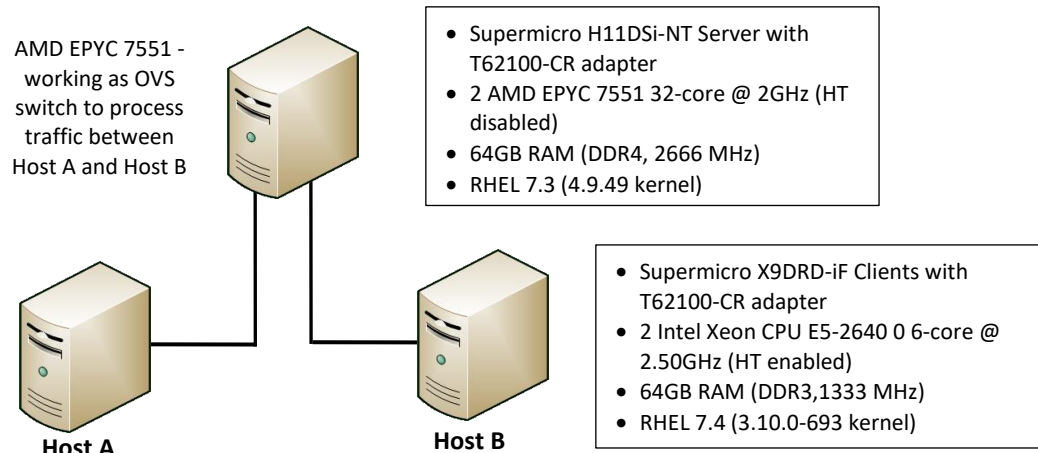 AMD EPYC 7551 -
working as OVS
switch to process
traffic between
Host A and Host B
• Supermicro H11DSi-NT Server with
T62100-CR adapter
• 2 AMD EPYC 7551 32-core @ 2GHz (HT
disabled)
• 64GB RAM (DDR4, 2666 MHz)
• RHEL 7.3 (4.9.49 kernel)
• Supermicro X9DRD-iF Clients with
T62100-CR adapter
• 2 Intel Xeon CPU E5-2640 0 6-core @
2.50GHz (HT enabled)
• 64GB RAM (DDR3,1333 MHz)
• RHEL 7.4 (3.10.0-693 kernel)
Host A
Host B